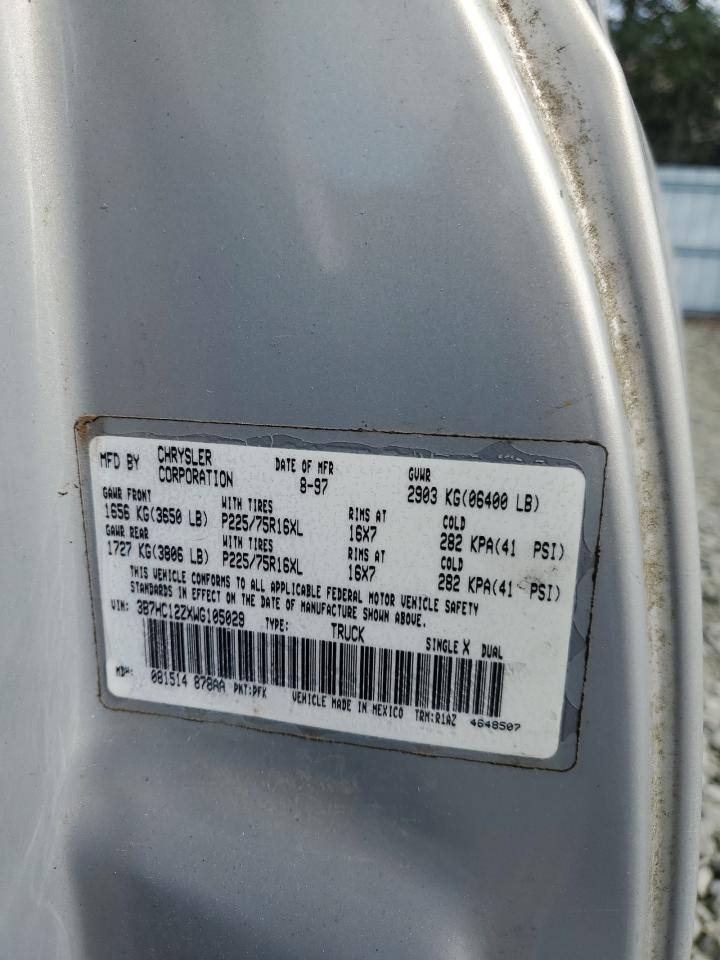 MFD BY CHRYSLER CORPORATION DATE OF MFR 8-97 GVWR 2903 KG(06400 LB)
GAWR FRONT WITH TIRES RIMS AT COLD
1656 KG(3650 LB) P225/75R16XL 16X7 282 KPA(41 PSI)
GAWR REAR WITH TIRES RIMS AT COLD
1727 KG(3806 LB) P225/75R16XL 16X7 282 KPA(41 PSI)
THIS VEHICLE CONFORMS TO ALL APPLICABLE FEDERAL MOTOR VEHICLE SAFETY
STANDARDS IN EFFECT ON THE DATE OF MANUFACTURE SHOWN ABOVE.
VIN: 3B7HC12ZXWG105029 TYPE: TRUCK SINGLE X DUAL
MDH: 081514 878AA PNT:PFK VEHICLE MADE IN MEXICO TRM:R1AZ 4648507